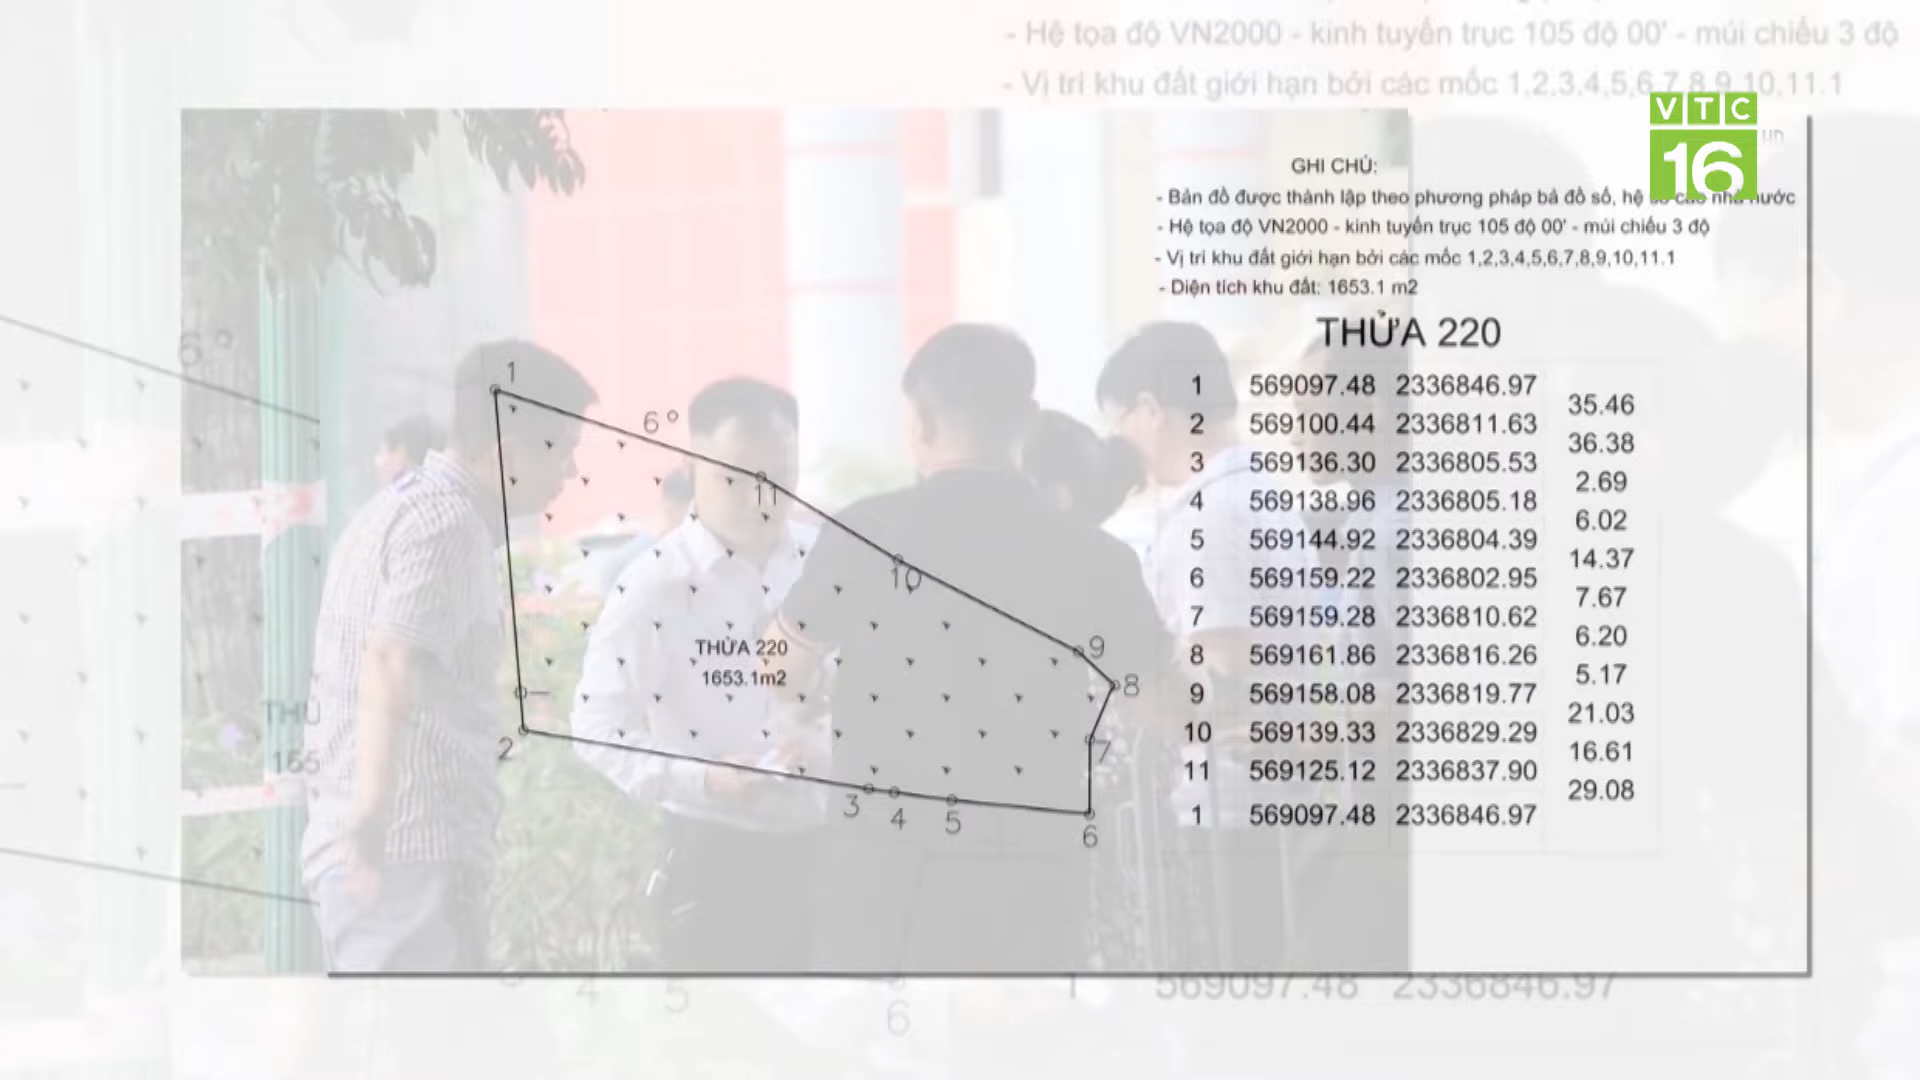 - Hệ tọa độ VN2000 - kinh tuyến trục 105 độ 00' - múi chiếu 3 độ
- Vị trí khu đất giới hạn bởi các mốc 1,2,3,4,5,6,7,8,9,10,11.1
VTC
16
GHI CHÚ:
- Bản đồ được thành lập theo phương pháp bả đồ số, hệ nhà nước
- Hệ tọa độ VN2000 - kinh tuyến trục 105 độ 00' - múi chiếu 3 độ
- Vị trí khu đất giới hạn bởi các mốc 1,2,3,4,5,6,7,8,9,10,11.1
- Diện tích khu đất: 1653.1 m2
THỬA 220
1 569097.48 2336846.97
35.46
2 569100.44 2336811.63
36.38
3 569136.30 2336805.53
2.69
4 569138.96 2336805.18
6.02
5 569144.92 2336804.39
14.37
6 569159.22 2336802.95
7.67
7 569159.28 2336810.62
6.20
8 569161.86 2336816.26
5.17
9 569158.08 2336819.77
21.03
10 569139.33 2336829.29
16.61
11 569125.12 2336837.90
29.08
1 569097.48 2336846.97
6°
1
6°
11
10
9
8
7
THỬA 220
1653.1m2
2
3
4
5
6
4
5
6
569097.48 2336846.97